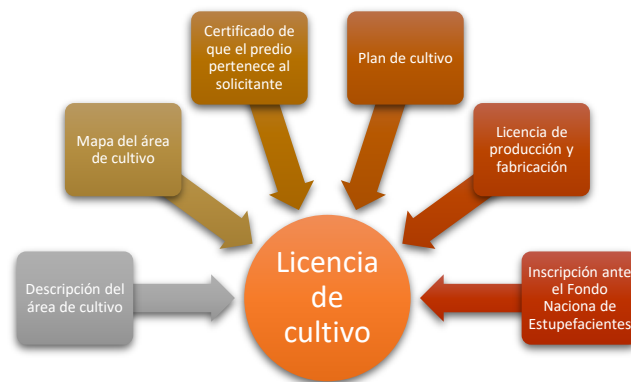 Certificado
de que el predio
pertenece al
solicitante
Plan de cultivo
Mapa del área
de cultivo
Licencia de
producción y
fabricación
Descripción del
área de cultivo
Licencia
de
cultivo
Inscripción ante
el Fondo
Naciona de
Estupefacientes